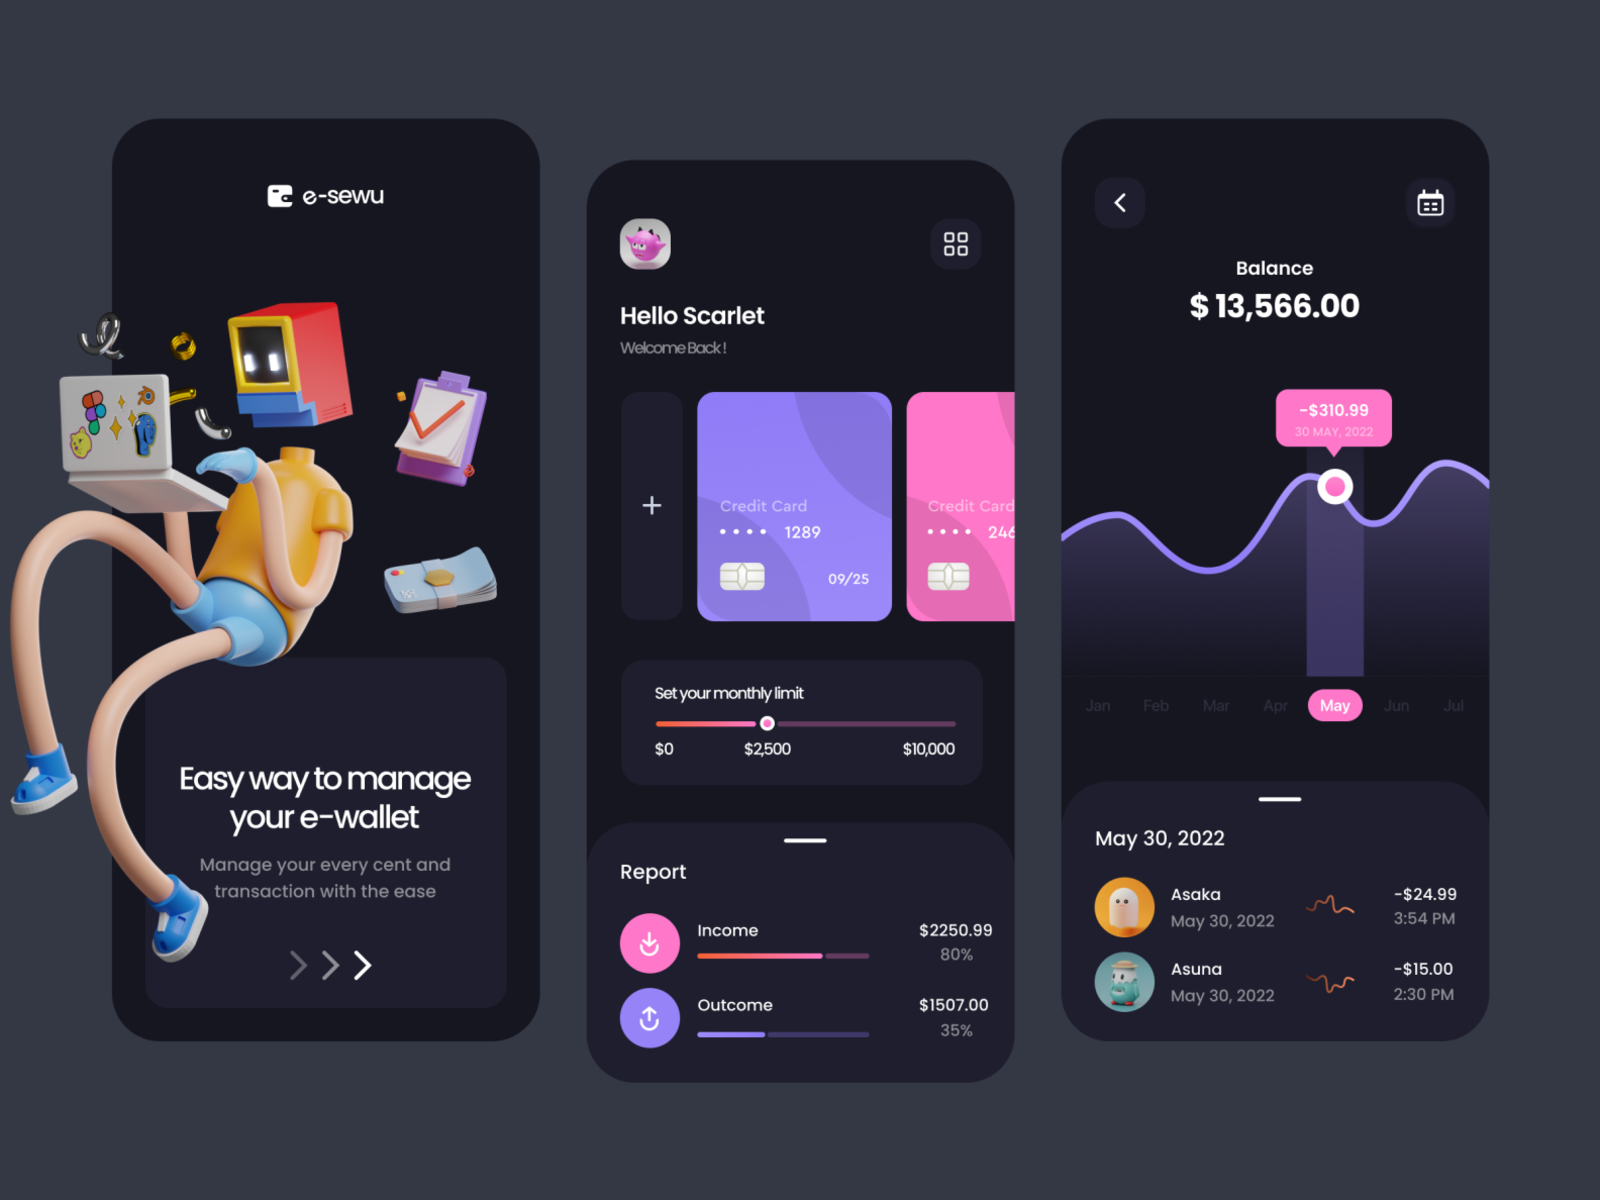 e-sewu
Easy way to manage
your e-wallet
Manage your every cent and
transaction with the ease
Hello Scarlet
Welcome Back !
Credit Card
•••• 1289
09/25
Credit Card
•••• 246
Set your monthly limit
$0 $2,500 $10,000
Report
Income $2250.99
80%
Outcome $1507.00
35%
Balance
$ 13,566.00
-$310.99
30 MAY, 2022
Jan Feb Mar Apr May Jun Jul
May 30, 2022
Asaka -$24.99
May 30, 2022 3:54 PM
Asuna -$15.00
May 30, 2022 2:30 PM